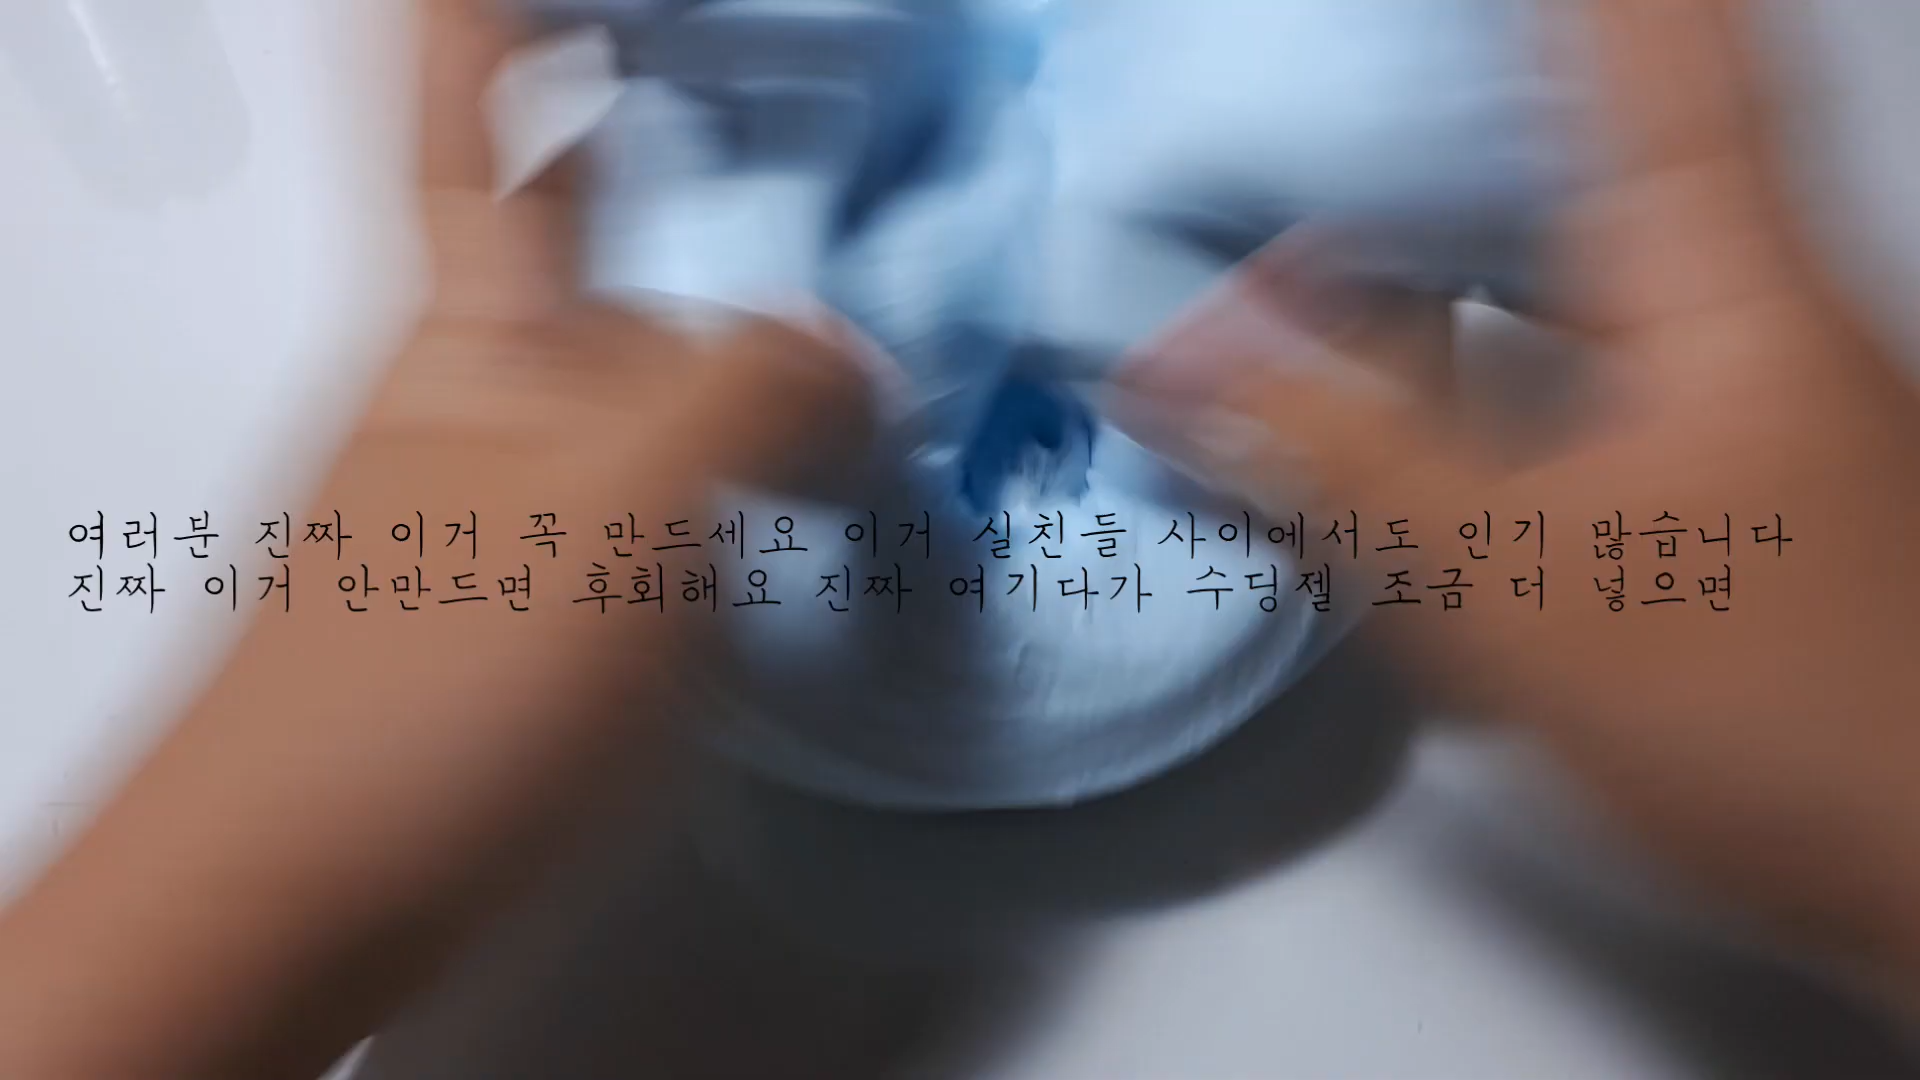 여러분 진짜 이거 꼭 만드세요 이거 실친들 사이에서도 인기 많습니다
진짜 이거 안만드면 후회해요 진짜 여기다가 수딩젤 조금 더 넣으면